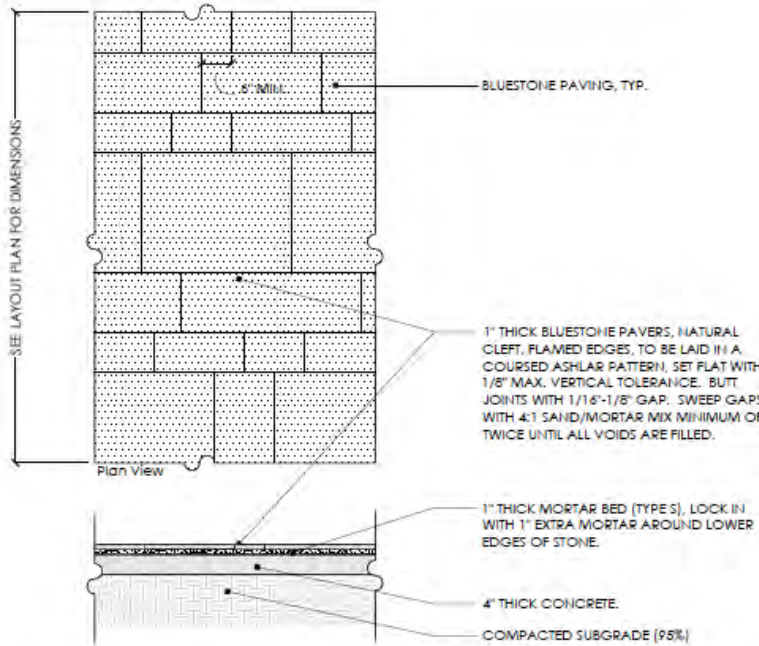 SEE LAYOUT PLAN FOR DIMENSIONS
6" MIN.
BLUESTONE PAVING, TYP.
1" THICK BLUESTONE PAVERS, NATURAL
CLEFT, FLAMED EDGES, TO BE LAID IN A
COURSED ASHLAR PATTERN, SET FLAT WITH
1/8" MAX. VERTICAL TOLERANCE. BUTT
JOINTS WITH 1/16"-1/8" GAP. SWEEP GAPS
WITH 4:1 SAND/MORTAR MIX MINIMUM OF
TWICE UNTIL ALL VOIDS ARE FILLED.
Plan View
1" THICK MORTAR BED (TYPE S), LOCK IN
WITH 1" EXTRA MORTAR AROUND LOWER
EDGES OF STONE.
4" THICK CONCRETE.
COMPACTED SUBGRADE (95%)